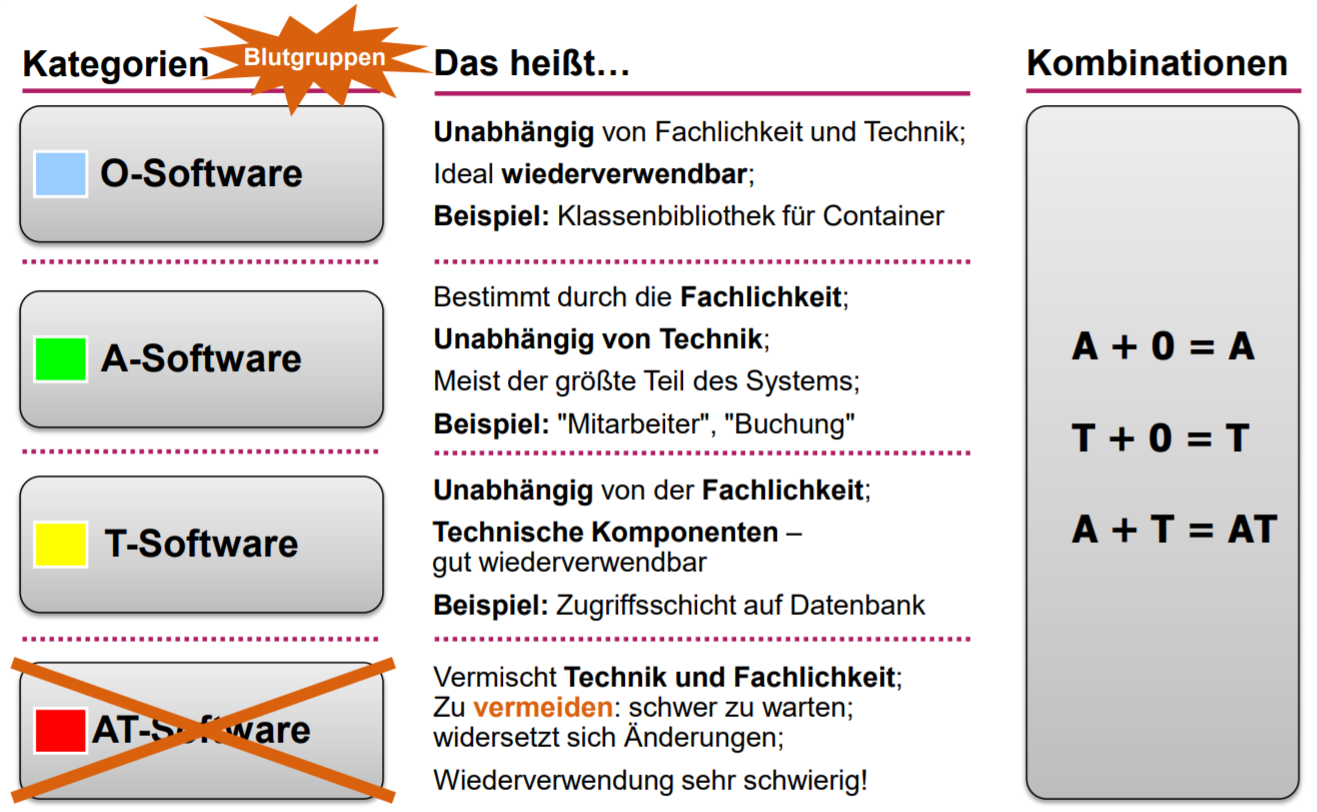 Kategorien
Blutgruppen
Das heißt...
Kombinationen
O-Software
Unabhängig von Fachlichkeit und Technik;
Ideal wiederverwendbar;
Beispiel: Klassenbibliothek für Container
A-Software
Bestimmt durch die Fachlichkeit;
Unabhängig von Technik;
Meist der größte Teil des Systems;
Beispiel: "Mitarbeiter", "Buchung"
T-Software
Unabhängig von der Fachlichkeit;
Technische Komponenten –
gut wiederverwendbar
Beispiel: Zugriffsschicht auf Datenbank
AT-Software
Vermischt Technik und Fachlichkeit;
Zu vermeiden: schwer zu warten;
widersetzt sich Änderungen;
Wiederverwendung sehr schwierig!
A + 0 = A
T + 0 = T
A + T = AT